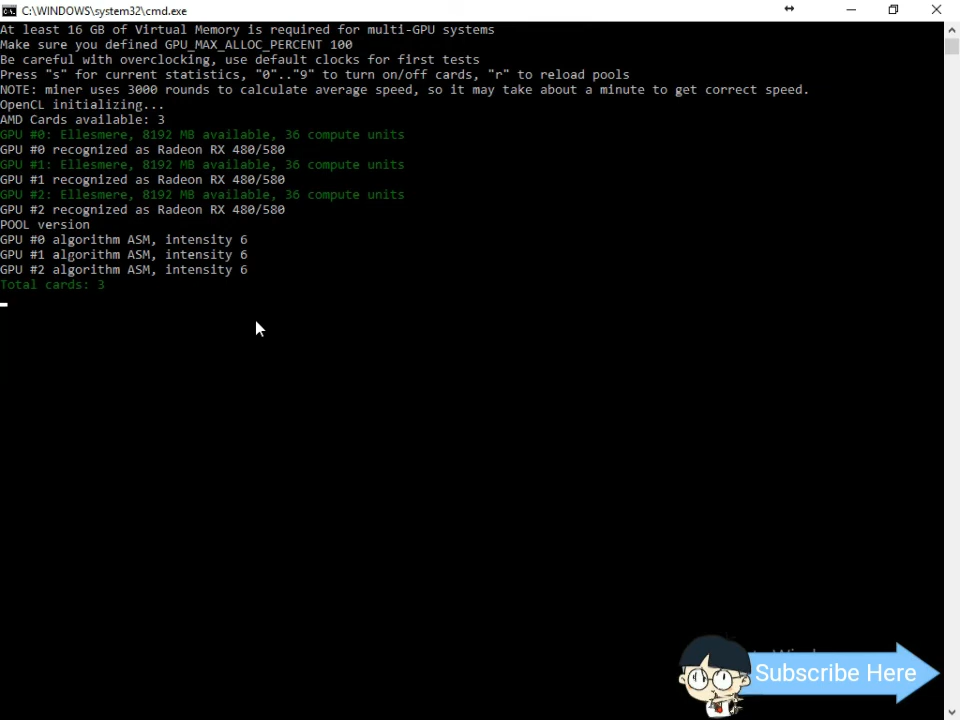 C:\WINDOWS\system32\cmd.exe
At least 16 GB of Virtual Memory is required for multi-GPU systems
Make sure you defined GPU_MAX_ALLOC_PERCENT 100
Be careful with overclocking, use default clocks for first tests
Press "s" for current statistics, "0".."9" to turn on/off cards, "r" to reload pools
NOTE: miner uses 3000 rounds to calculate average speed, so it may take about a minute to get correct speed.
OpenCL initializing...
AMD Cards available: 3
GPU #0: Ellesmere, 8192 MB available, 36 compute units
GPU #0 recognized as Radeon RX 480/580
GPU #1: Ellesmere, 8192 MB available, 36 compute units
GPU #1 recognized as Radeon RX 480/580
GPU #2: Ellesmere, 8192 MB available, 36 compute units
GPU #2 recognized as Radeon RX 480/580
POOL version
GPU #0 algorithm ASM, intensity 6
GPU #1 algorithm ASM, intensity 6
GPU #2 algorithm ASM, intensity 6
Total cards: 3
Subscribe Here